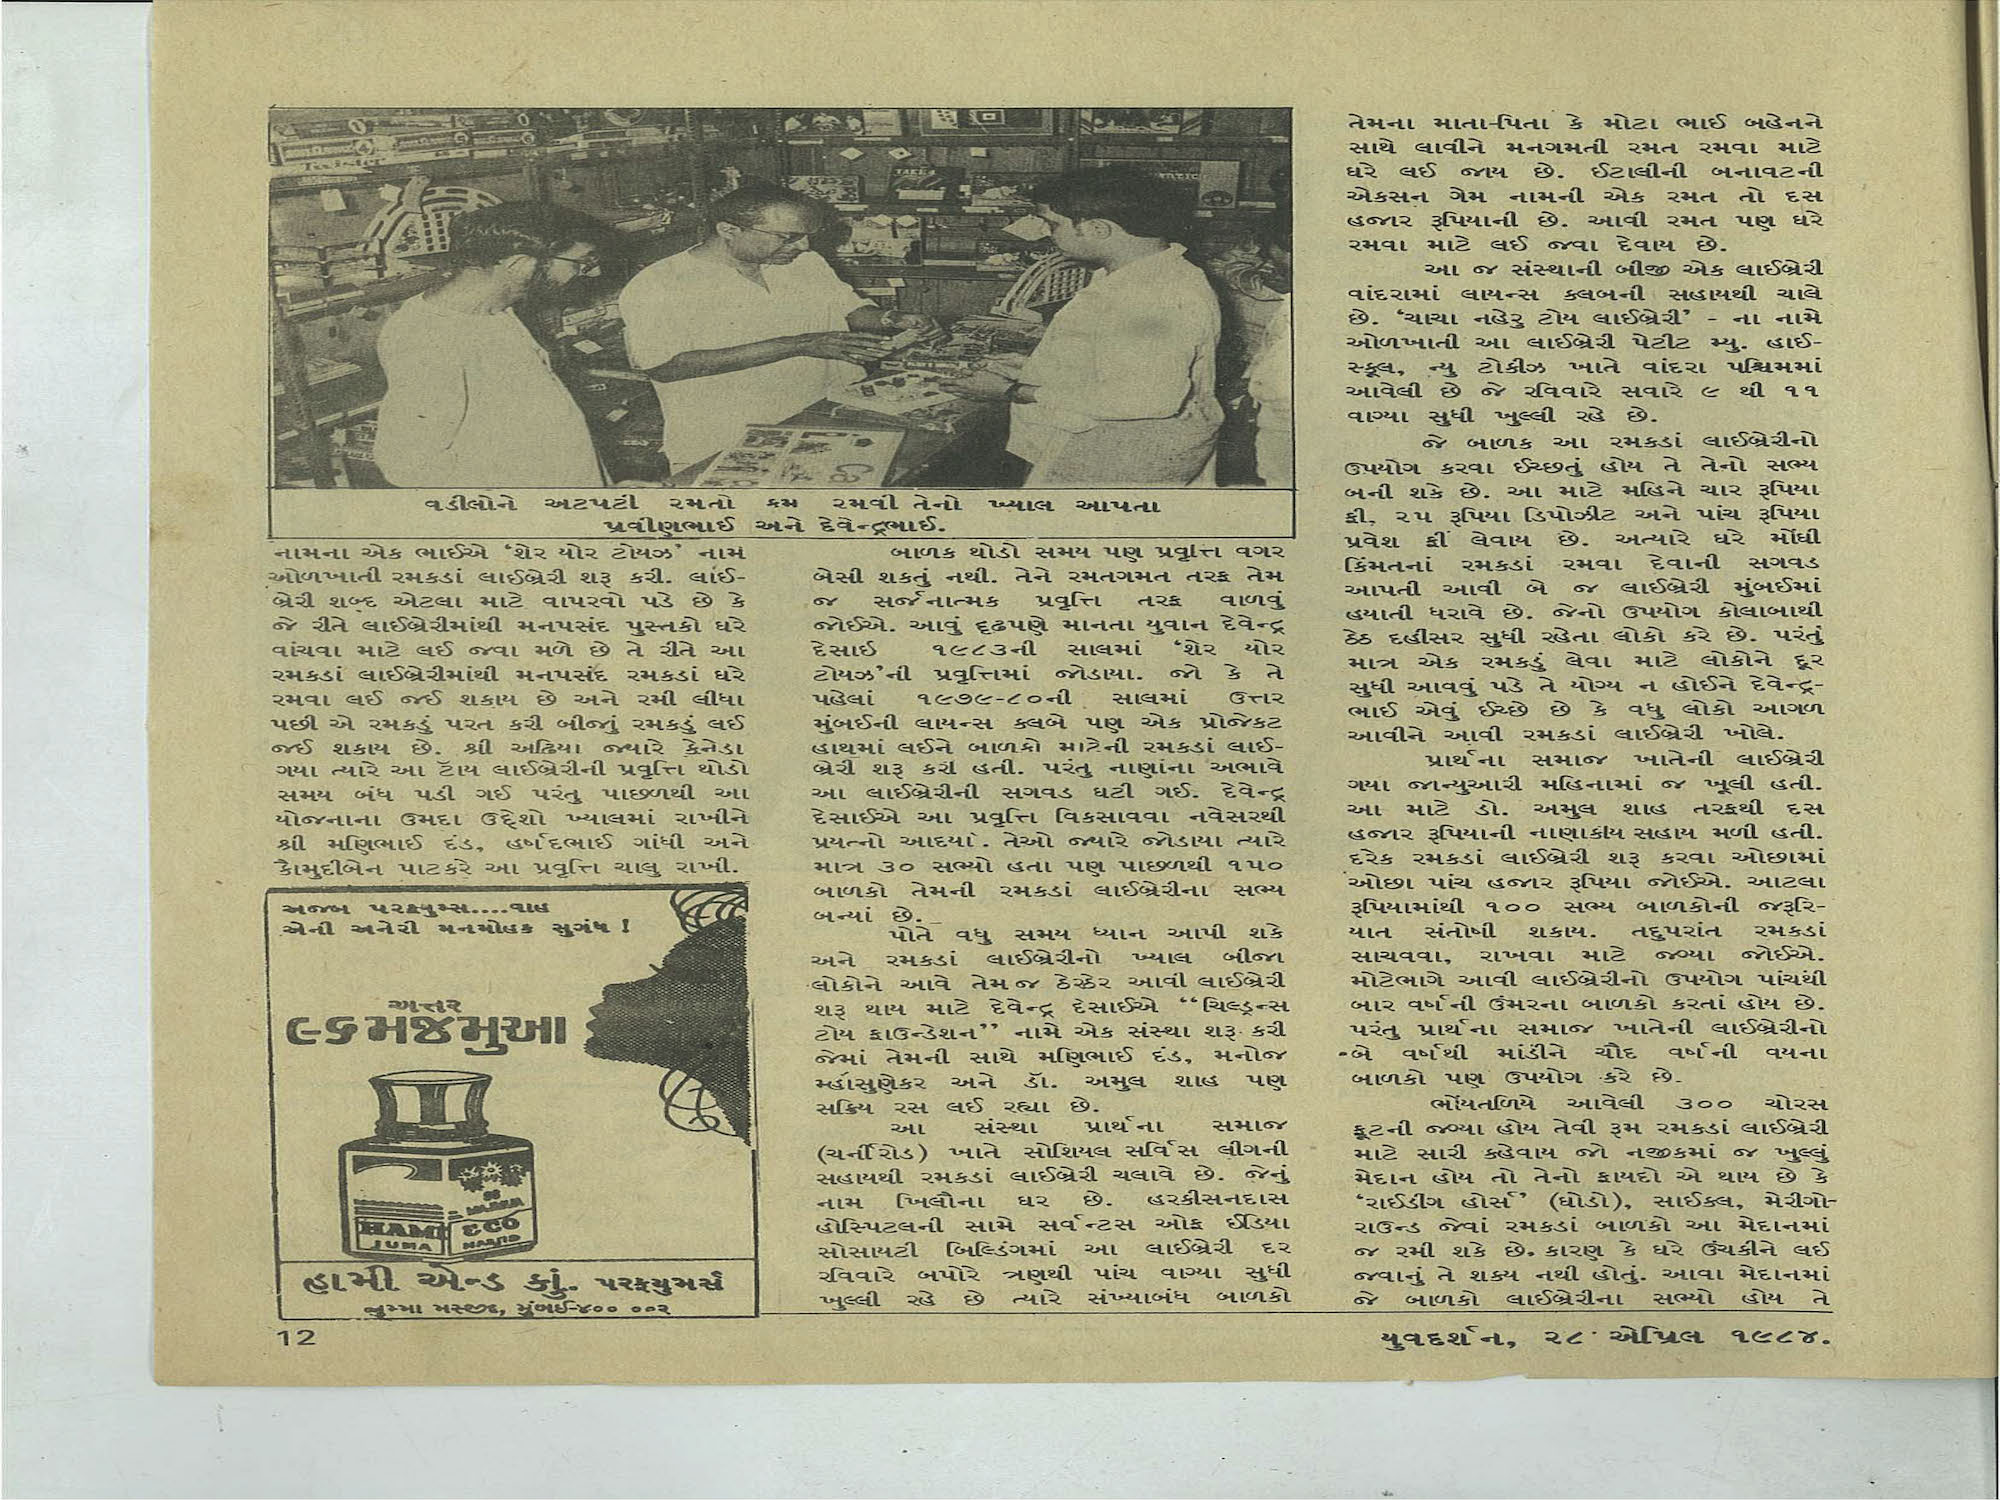 વડીલોને અટપટી રમતો કેમ રમવી તેનો ખ્યાલ આપતા
પ્રવીણભાઈ અને દેવેન્દ્રભાઈ.
નામના એક ભાઈએ ‘શેર યોર ટોયઝ’ નામે
ઓળખાતી રમકડાં લાઈબ્રેરી શરૂ કરી. લાઈ-
બ્રેરી શબ્દ એટલા માટે વાપરવો પડે છે કે
જે રીતે લાઈબ્રેરીમાંથી મનપસંદ પુસ્તકો ઘરે
વાંચવા માટે લઈ જવા મળે છે તે રીતે આ
રમકડાં લાઈબ્રેરીમાંથી મનપસંદ રમકડાં ઘરે
રમવા લઈ જઈ શકાય છે અને રમી લીધા
પછી એ રમકડું પરત કરી બીજું રમકડું લઈ
જઈ શકાય છે. શ્રી અઢિયા જ્યારે કેનેડા
ગયા ત્યારે આ ટૉય લાઈબ્રેરીની પ્રવૃત્તિ થોડો
સમય બંધ પડી ગઈ પરંતુ પાછળથી આ
યોજનાના ઉમદા ઉદ્દેશો ખ્યાલમાં રાખીને
શ્રી મણિભાઈ દંડ, હર્ષદભાઈ ગાંધી અને
કૌમુદીબેન પાટકરે આ પ્રવૃત્તિ ચાલુ રાખી.
અજબ પરફ્યુમ્સ....વાહ
એની અનેરી મનમોહક સુગંધ !
અત્તર
૯૬ મજમુઆ
96
HAMI & CO
JUMA MASJID
હામી એન્ડ કું. પરફ્યુમર્સ
જુમ્મા મસ્જીદ, મુંબઈ-૪૦૦ ૦૦૨
12
બાળક થોડો સમય પણ પ્રવૃત્તિ વગર
બેસી શકતું નથી. તેને રમતગમત તરફ તેમ
જ સર્જનાત્મક પ્રવૃત્તિ તરફ વાળવું
જોઈએ. આવું દૃઢપણે માનતા યુવાન દેવેન્દ્ર
દેસાઈ ૧૯૮૩ની સાલમાં ‘શેર યોર
ટોયઝ’ની પ્રવૃત્તિમાં જોડાયા. જો કે તે
પહેલાં ૧૯૭૯-૮૦ની સાલમાં ઉત્તર
મુંબઈની લાયન્સ ક્લબે પણ એક પ્રોજેકટ
હાથમાં લઈને બાળકો માટેની રમકડાં લાઈ-
બ્રેરી શરૂ કરી હતી. પરંતુ નાણાંના અભાવે
આ લાઈબ્રેરીની સગવડ ઘટી ગઈ. દેવેન્દ્ર
દેસાઈએ આ પ્રવૃત્તિ વિકસાવવા નવેસરથી
પ્રયત્નો આદર્યા. તેઓ જ્યારે જોડાયા ત્યારે
માત્ર ૩૦ સભ્યો હતા પણ પાછળથી ૧૫૦
બાળકો તેમની રમકડાં લાઈબ્રેરીના સભ્ય
બન્યાં છે.
પોતે વધુ સમય ધ્યાન આપી શકે
અને રમકડાં લાઈબ્રેરીનો ખ્યાલ બીજા
લોકોને આવે તેમ જ ઠેરઠેર આવી લાઈબ્રેરી
શરૂ થાય માટે દેવેન્દ્ર દેસાઈએ “ચિલ્ડ્રન્સ
ટોય ફાઉન્ડેશન” નામે એક સંસ્થા શરૂ કરી
જેમાં તેમની સાથે મણિભાઈ દંડ, મનોજ
મ્હાંસુણેકર અને ડૉ. અમુલ શાહ પણ
સક્રિય રસ લઈ રહ્યા છે.
આ સંસ્થા પ્રાર્થના સમાજ
(ચર્નીરોડ) ખાતે સોશિયલ સર્વિસ લીગની
સહાયથી રમકડાં લાઈબ્રેરી ચલાવે છે. જેનું
નામ ખિલૌના ઘર છે. હરકીસનદાસ
હોસ્પિટલની સામે સર્વન્ટસ ઓફ ઈંડિયા
સોસાયટી બિલ્ડિંગમાં આ લાઈબ્રેરી દર
રવિવારે બપોરે ત્રણથી પાંચ વાગ્યા સુધી
ખુલ્લી રહે છે ત્યારે સંખ્યાબંધ બાળકો
તેમના માતા-પિતા કે મોટા ભાઈ બહેનને
સાથે લાવીને મનગમતી રમત રમવા માટે
ઘરે લઈ જાય છે. ઈટાલીની બનાવટની
એકસન ગેમ નામની એક રમત તો દસ
હજાર રૂપિયાની છે. આવી રમત પણ ઘરે
રમવા માટે લઈ જવા દેવાય છે.
આ જ સંસ્થાની બીજી એક લાઈબ્રેરી
વાંદરામાં લાયન્સ ક્લબની સહાયથી ચાલે
છે. ‘ચાચા નહેરુ ટોય લાઈબ્રેરી’ - ના નામે
ઓળખાતી આ લાઈબ્રેરી પેટીટ મ્યુ. હાઈ-
સ્કૂલ, ન્યુ ટોકીઝ ખાતે વાંદરા પશ્ચિમમાં
આવેલી છે જે રવિવારે સવારે ૯ થી ૧૧
વાગ્યા સુધી ખુલ્લી રહે છે.
જે બાળક આ રમકડાં લાઈબ્રેરીનો
ઉપયોગ કરવા ઈચ્છતું હોય તે તેનો સભ્ય
બની શકે છે. આ માટે મહિને ચાર રૂપિયા
ફી, ૨૫ રૂપિયા ડિપોઝીટ અને પાંચ રૂપિયા
પ્રવેશ ફી લેવાય છે. અત્યારે ઘરે મોંઘી
કિંમતનાં રમકડાં રમવા દેવાની સગવડ
આપતી આવી બે જ લાઈબ્રેરી મુંબઈમાં
હયાતી ધરાવે છે. જેનો ઉપયોગ કોલાબાથી
ઠેઠ દહીંસર સુધી રહેતા લોકો કરે છે. પરંતું
માત્ર એક રમકડું લેવા માટે લોકોને દૂર
સુધી આવવું પડે તે યોગ્ય ન હોઈને દેવેન્દ્ર-
ભાઈ એવું ઈચ્છે છે કે વધુ લોકો આગળ
આવીને આવી રમકડાં લાઈબ્રેરી ખોલે.
પ્રાર્થના સમાજ ખાતેની લાઈબ્રેરી
ગયા જાન્યુઆરી મહિનામાં જ ખૂલી હતી.
આ માટે ડો. અમુલ શાહ તરફથી દસ
હજાર રૂપિયાની નાણાકીય સહાય મળી હતી.
દરેક રમકડાં લાઈબ્રેરી શરૂ કરવા ઓછામાં
ઓછા પાંચ હજાર રૂપિયા જોઈએ. આટલા
રૂપિયામાંથી ૧૦૦ સભ્ય બાળકોની જરૂરિ-
યાત સંતોષી શકાય. તદુપરાંત રમકડાં
સાચવવા, રાખવા માટે જગ્યા જોઈએ.
મોટેભાગે આવી લાઈબ્રેરીનો ઉપયોગ પાંચથી
બાર વર્ષની ઉંમરના બાળકો કરતાં હોય છે.
પરંતુ પ્રાર્થના સમાજ ખાતેની લાઈબ્રેરીનો
બે વર્ષથી માંડીને ચૌદ વર્ષની વયના
બાળકો પણ ઉપયોગ કરે છે.
ભોંયતળિયે આવેલી ૩૦૦ ચોરસ
ફૂટની જગ્યા હોય તેવી રૂમ રમકડાં લાઈબ્રેરી
માટે સારી કહેવાય જો નજીકમાં જ ખુલ્લું
મેદાન હોય તો તેનો ફાયદો એ થાય છે કે
‘રાઈડીંગ હોર્સ’ (ઘોડો), સાઈકલ, મેરીગો-
રાઉન્ડ જેવાં રમકડાં બાળકો આ મેદાનમાં
જ રમી શકે છે. કારણ કે ઘરે ઉંચકીને લઈ
જવાનું તે શક્ય નથી હોતું. આવા મેદાનમાં
જે બાળકો લાઈબ્રેરીના સભ્યો હોય તે
યુવદર્શન, ૨૮ એપ્રિલ ૧૯૮૪.